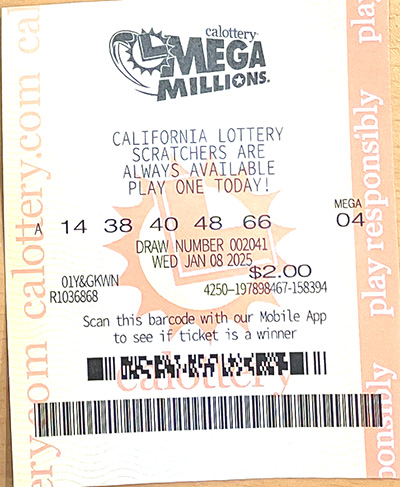 calottery
MEGA
MILLIONS.
CALIFORNIA LOTTERY
SCRATCHERS ARE
ALWAYS AVAILABLE
PLAY ONE TODAY!
MEGA
A 14 38 40 48 66 04
DRAW NUMBER 002041
WED JAN 08 2025
$2.00
01Y&GKWN
R1036868
4250-197898467-158394
Scan this barcode with our Mobile App
to see if ticket is a winner
calottery
calottery.com
play responsibly